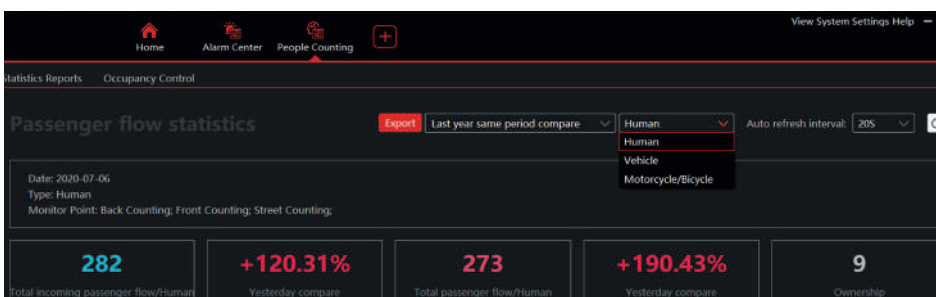 View System Settings Help
Home Alarm Center People Counting
Statistics Reports Occupancy Control
Passenger flow statistics Export Last year same period compare Human Auto refresh interval: 20S
Human
Vehicle
Motorcycle/Bicycle
Date: 2020-07-06
Type: Human
Monitor Point: Back Counting; Front Counting; Street Counting;
282 +120.31% 273 +190.43% 9
Total incoming passenger flow/Human Yesterday compare Total passenger flow/Human Yesterday compare Ownership